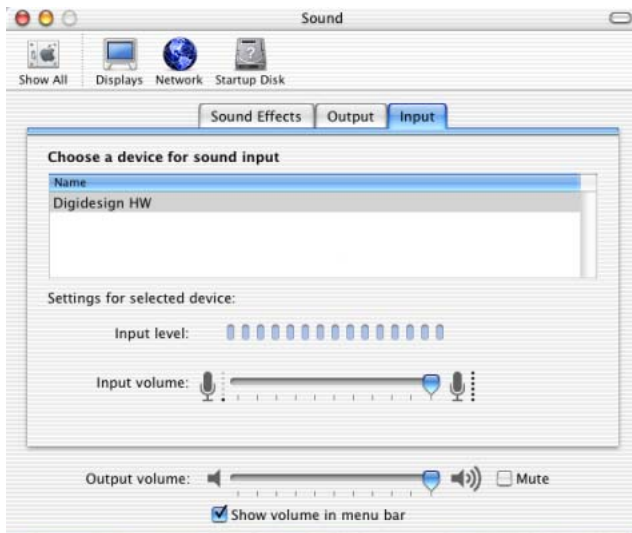 Sound
Show All Displays Network Startup Disk
Sound Effects Output Input
Choose a device for sound input
Name
Digidesign HW
Settings for selected device:
Input level:
Input volume:
Output volume: Mute
Show volume in menu bar